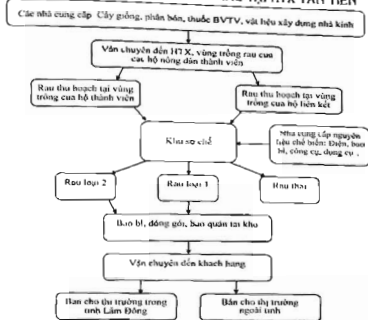 TẠI HTX TÂN TIẾN
Các nhà cung cấp Cây giống, phân bón, thuốc BVTV, vật liệu xây dựng nhà kính
Vận chuyển đến HTX, vùng trồng rau của
các hộ nông dân thành viên
Rau thu hoạch tại vùng
trồng của hộ thành viên
Rau thu hoạch tại vùng
trồng của hộ liên kết
Khu sơ chế
Nhà cung cấp nguyên
liệu chế biến: Điện, bao
bì, công cụ, dụng cụ .
Rau loại 2
Rau loại 1
Rau thải
Bao bì, đóng gói, bảo quản tại kho
Vận chuyển đến khách hàng
Bán cho thị trường trong
tỉnh Lâm Đồng
Bán cho thị trường
ngoài tỉnh